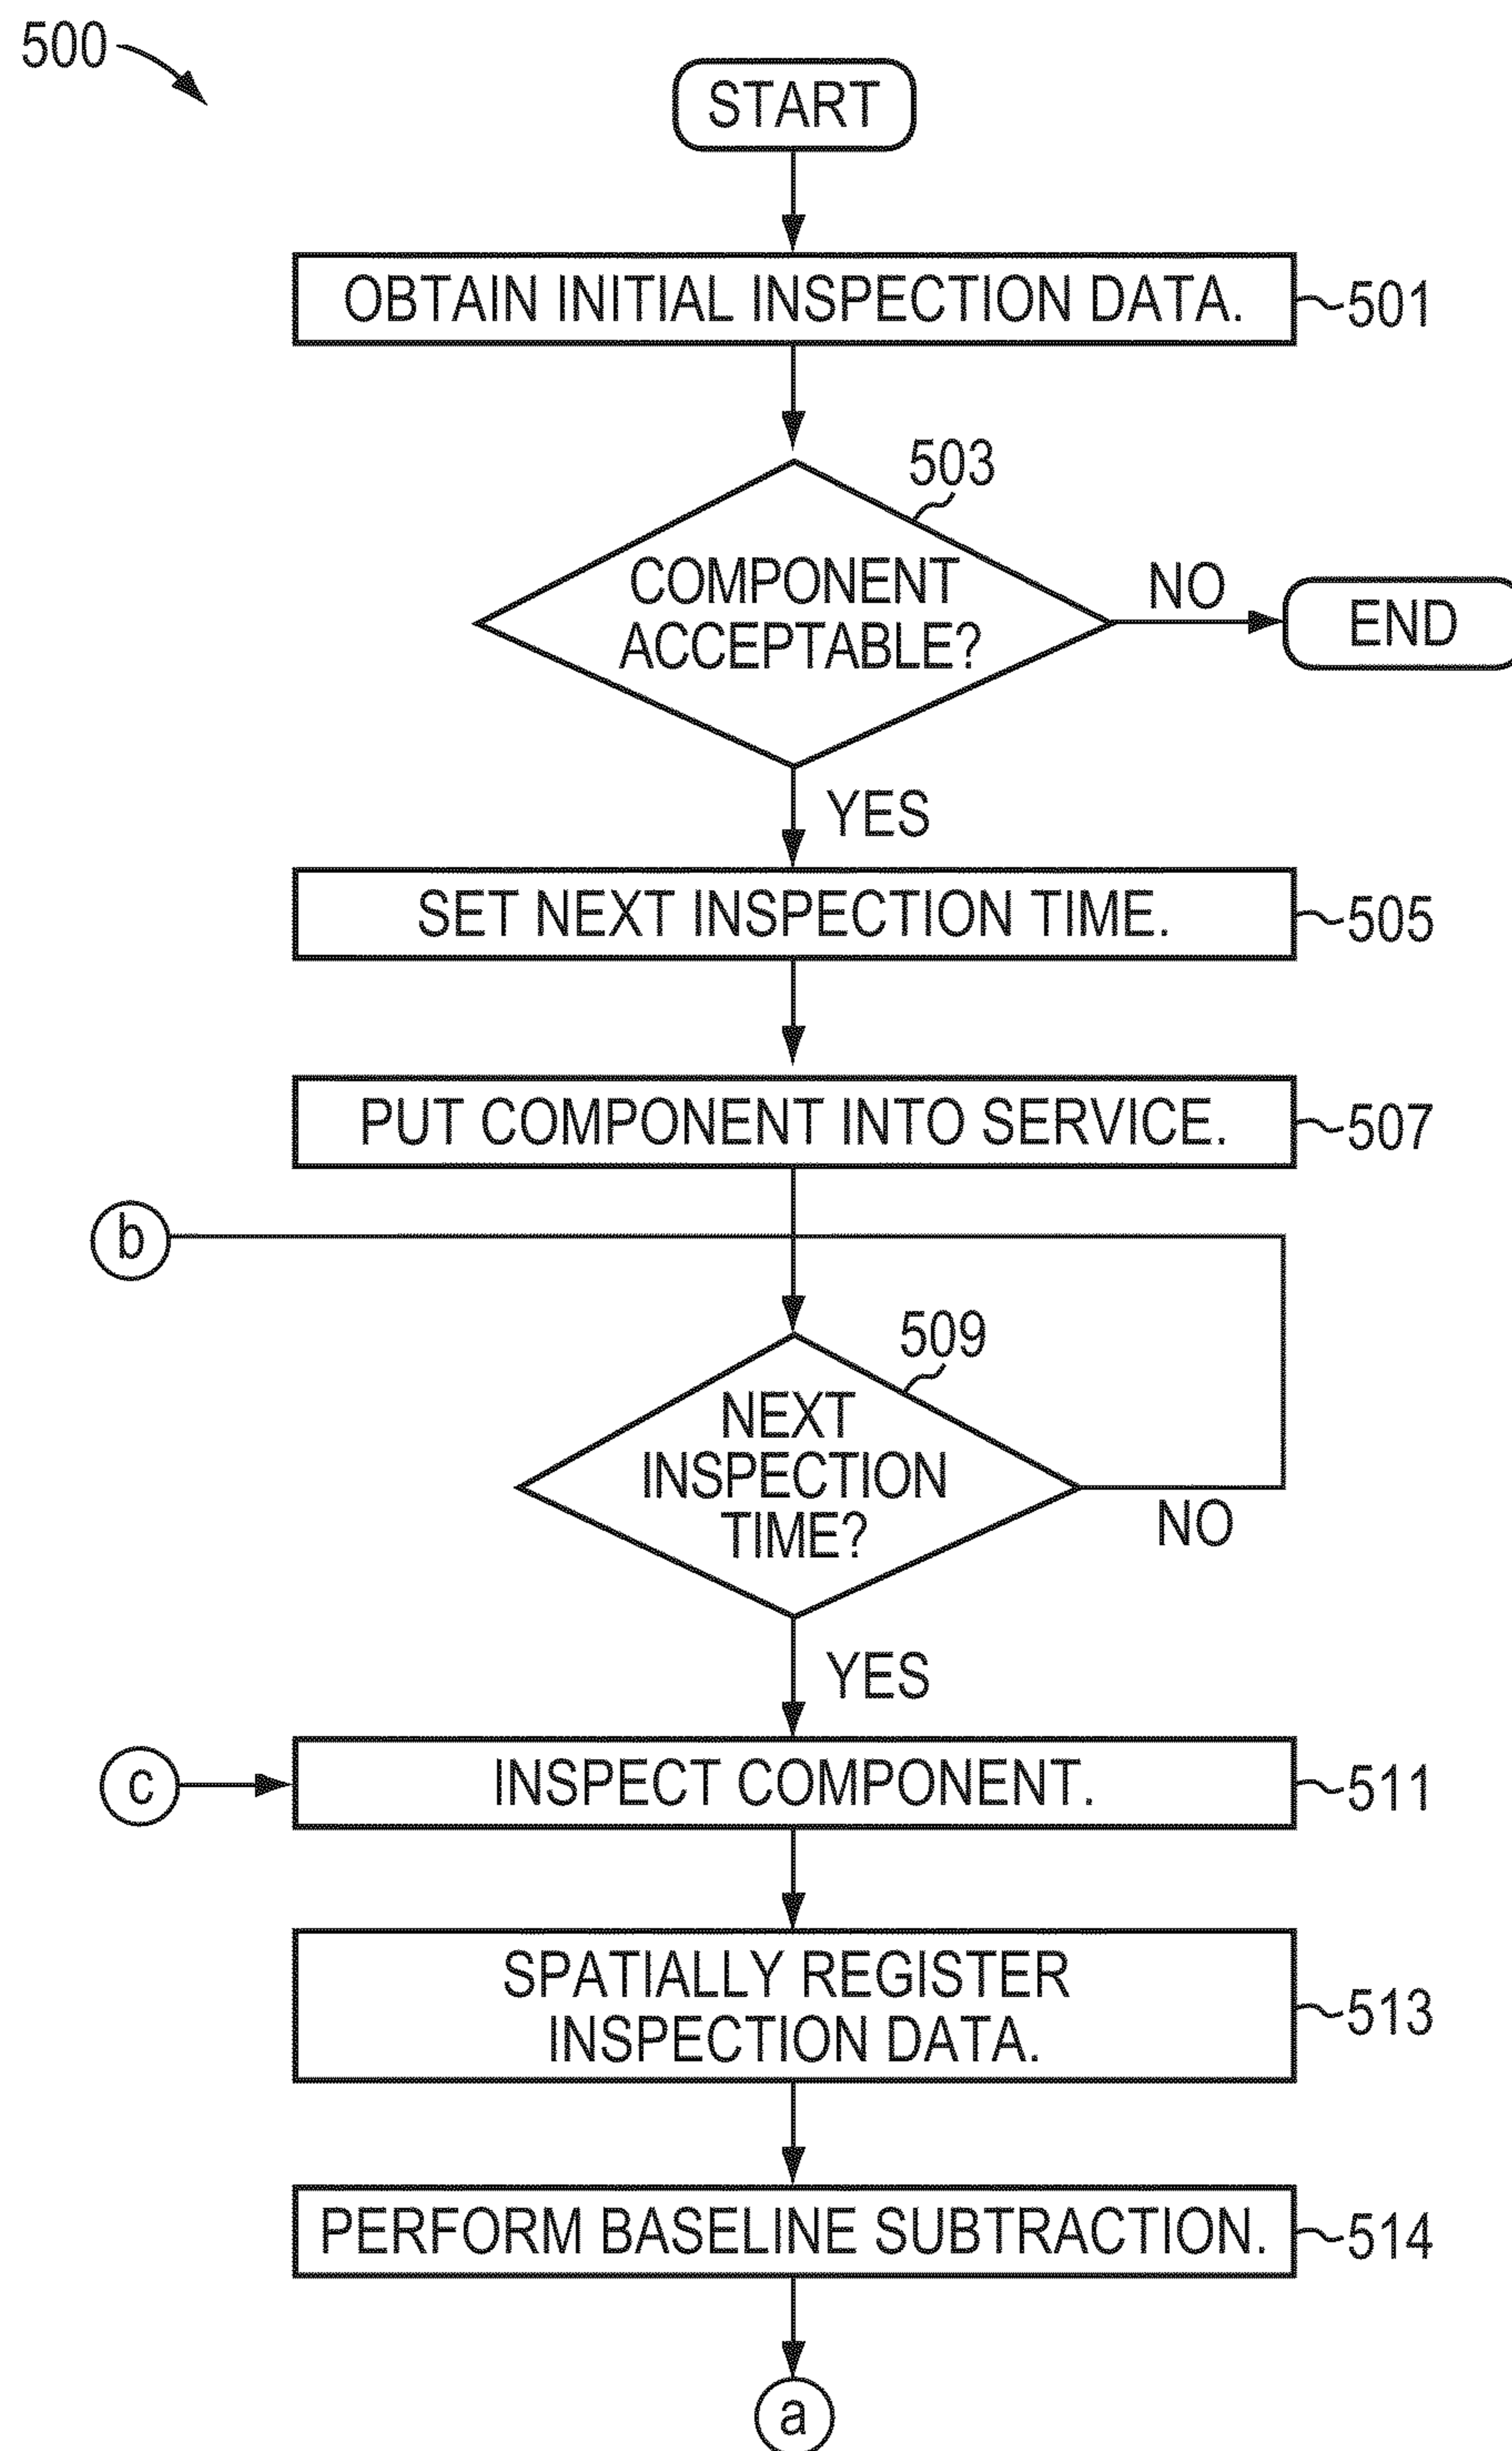 500
START
OBTAIN INITIAL INSPECTION DATA.
501
503
COMPONENT
ACCEPTABLE?
NO
END
YES
SET NEXT INSPECTION TIME.
505
PUT COMPONENT INTO SERVICE.
507
b
509
NEXT
INSPECTION
TIME?
NO
YES
c
INSPECT COMPONENT.
511
SPATIALLY REGISTER
INSPECTION DATA.
513
PERFORM BASELINE SUBTRACTION.
514
a